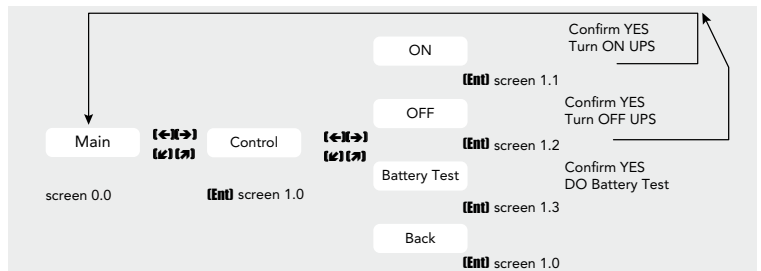 Confirm YES
Turn ON UPS
ON
(Ent) screen 1.1
Confirm YES
Turn OFF UPS
OFF
(Ent) screen 1.2
Main
(←)(→)
(↙)(↗)
Control
(←)(→)
(↙)(↗)
Confirm YES
DO Battery Test
Battery Test
screen 0.0
(Ent) screen 1.0
(Ent) screen 1.3
Back
(Ent) screen 1.0